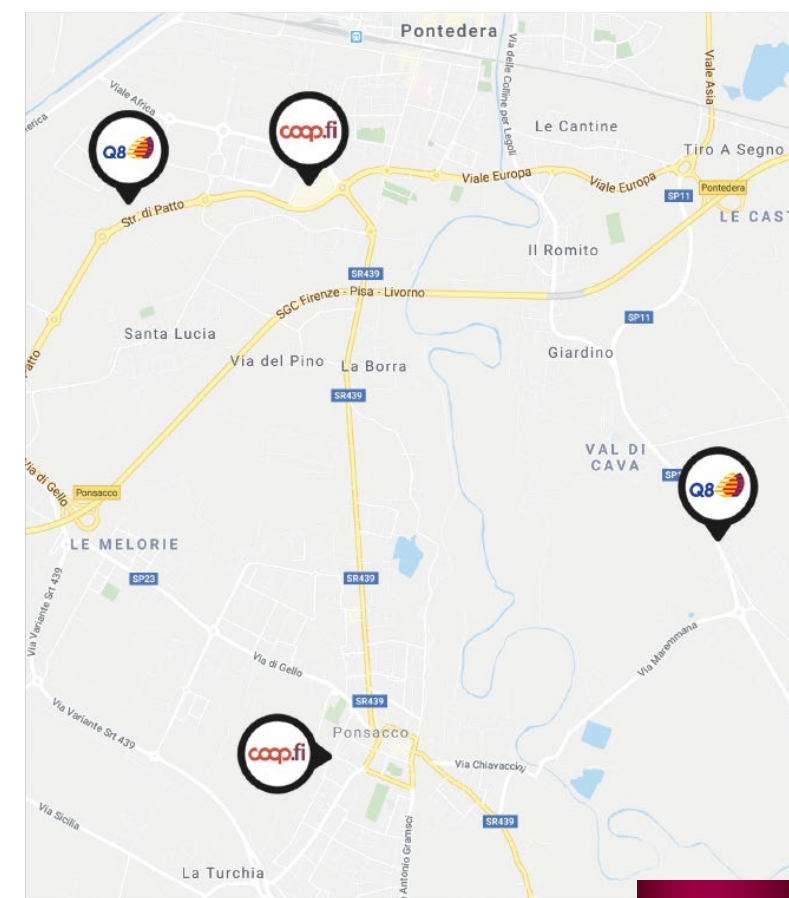 Pontedera
Via delle Colline per Legoli
Viale Asia
Viale Africa
erica
coop.fi
Q8
Le Cantine
Tiro A Segno
Viale Europa
Viale Europa
Pontedera
SP11
Str. di Patto
LE CAST
Il Romito
SR439
SGC Firenze - Pisa - Livorno
SP11
Santa Lucia
Giardino
Via del Pino
La Borra
Patto
SR439
VAL DI
CAVA
Via di Gello
SP1
Q8
Ponsacco
LE MELORIE
SP23
SR439
Via Variante Srt 439
Via Maremmana
Via di Gello
SR439
Via Variante Srt 439
Ponsacco
coop.fi
Via Chiavaccini
Via Sicilia
SR439
Antonio Gramsci
La Turchia